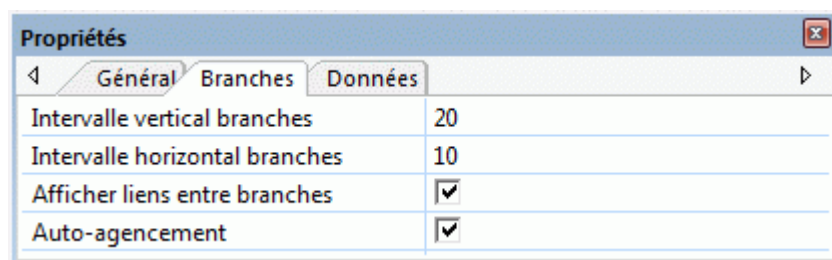 Propriétés
Général Branches Données
Intervalle vertical branches 20
Intervalle horizontal branches 10
Afficher liens entre branches
Auto-agencement